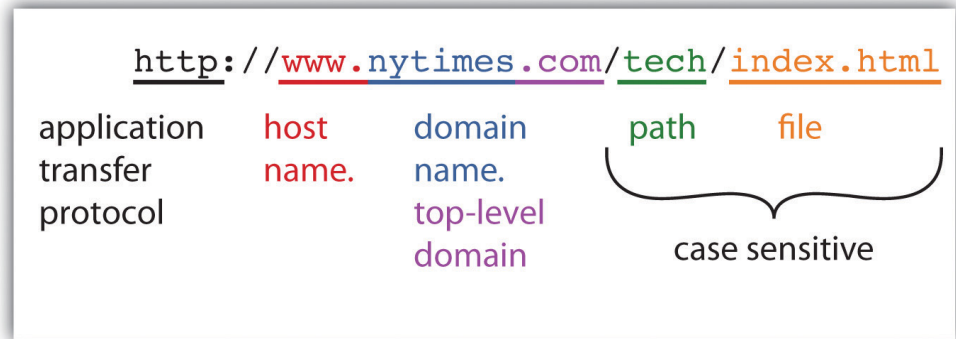 http://www.nytimes.com/tech/index.html
application host domain path file
transfer name. name.
protocol top-level
domain
case sensitive